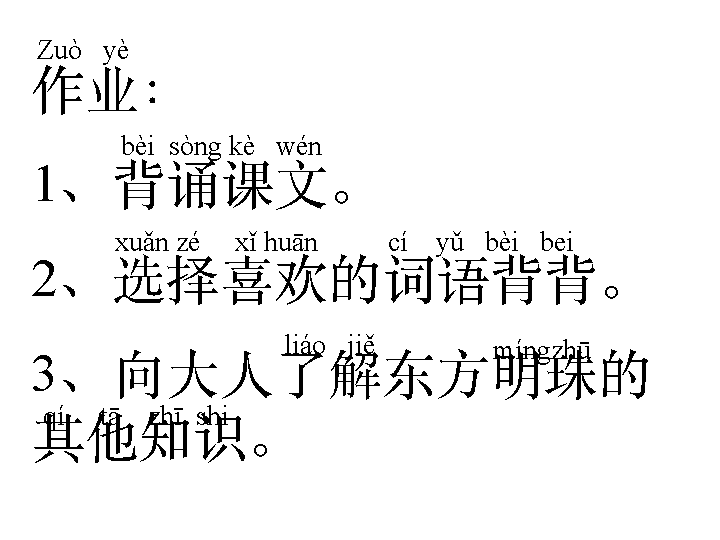 Zuò yè
作业：
bèi sòng kè wén
1、背诵课文。
xuǎn zé xǐ huān cí yǔ bèi bei
2、选择喜欢的词语背背。
liáo jiě míngzhū
3、向大人了解东方明珠的
qí tā zhī shi
其他知识。